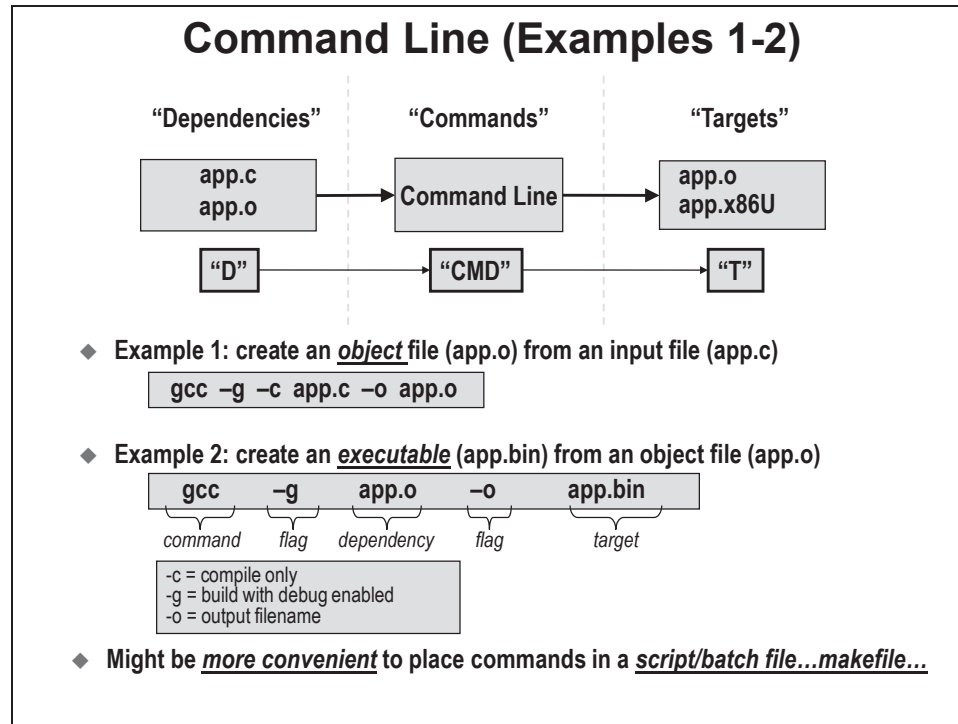 Command Line (Examples 1-2)
“Dependencies” “Commands” “Targets”
app.c
app.o
Command Line
app.o
app.x86U
“D” “CMD” “T”
◆ Example 1: create an object file (app.o) from an input file (app.c)
gcc –g –c app.c –o app.o
◆ Example 2: create an executable (app.bin) from an object file (app.o)
gcc –g app.o –o app.bin
command flag dependency flag target
-c = compile only
-g = build with debug enabled
-o = output filename
◆ Might be more convenient to place commands in a script/batch file…makefile…